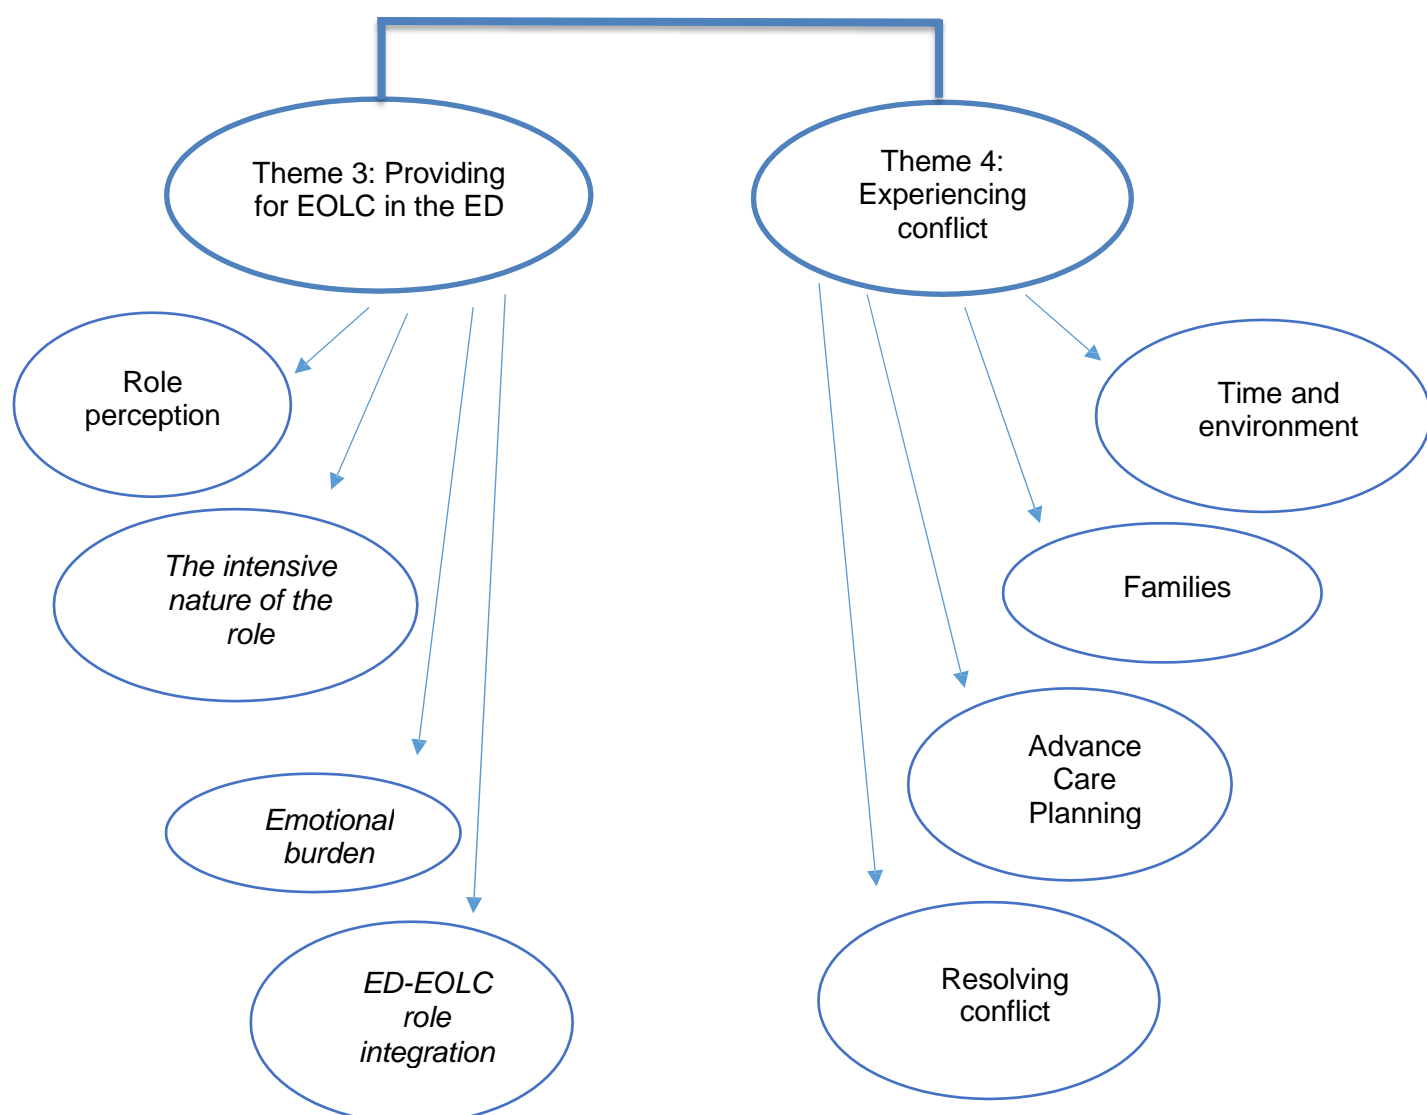 Theme 3: Providing
for EOLC in the ED
Theme 4:
Experiencing
conflict
Role
perception
The intensive
nature of the
role
Emotional
burden
ED-EOLC
role
integration
Time and
environment
Families
Advance
Care
Planning
Resolving
conflict